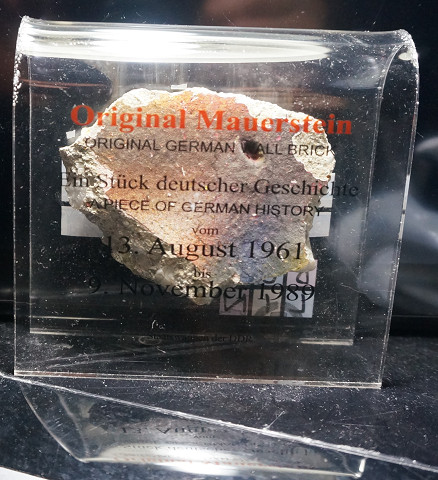 Original Mauerstein
ORIGINAL GERMAN WALL BRICK
Ein Stück deutscher Geschichte
A PIECE OF GERMAN HISTORY
vom
13. August 1961
bis
9. November 1989